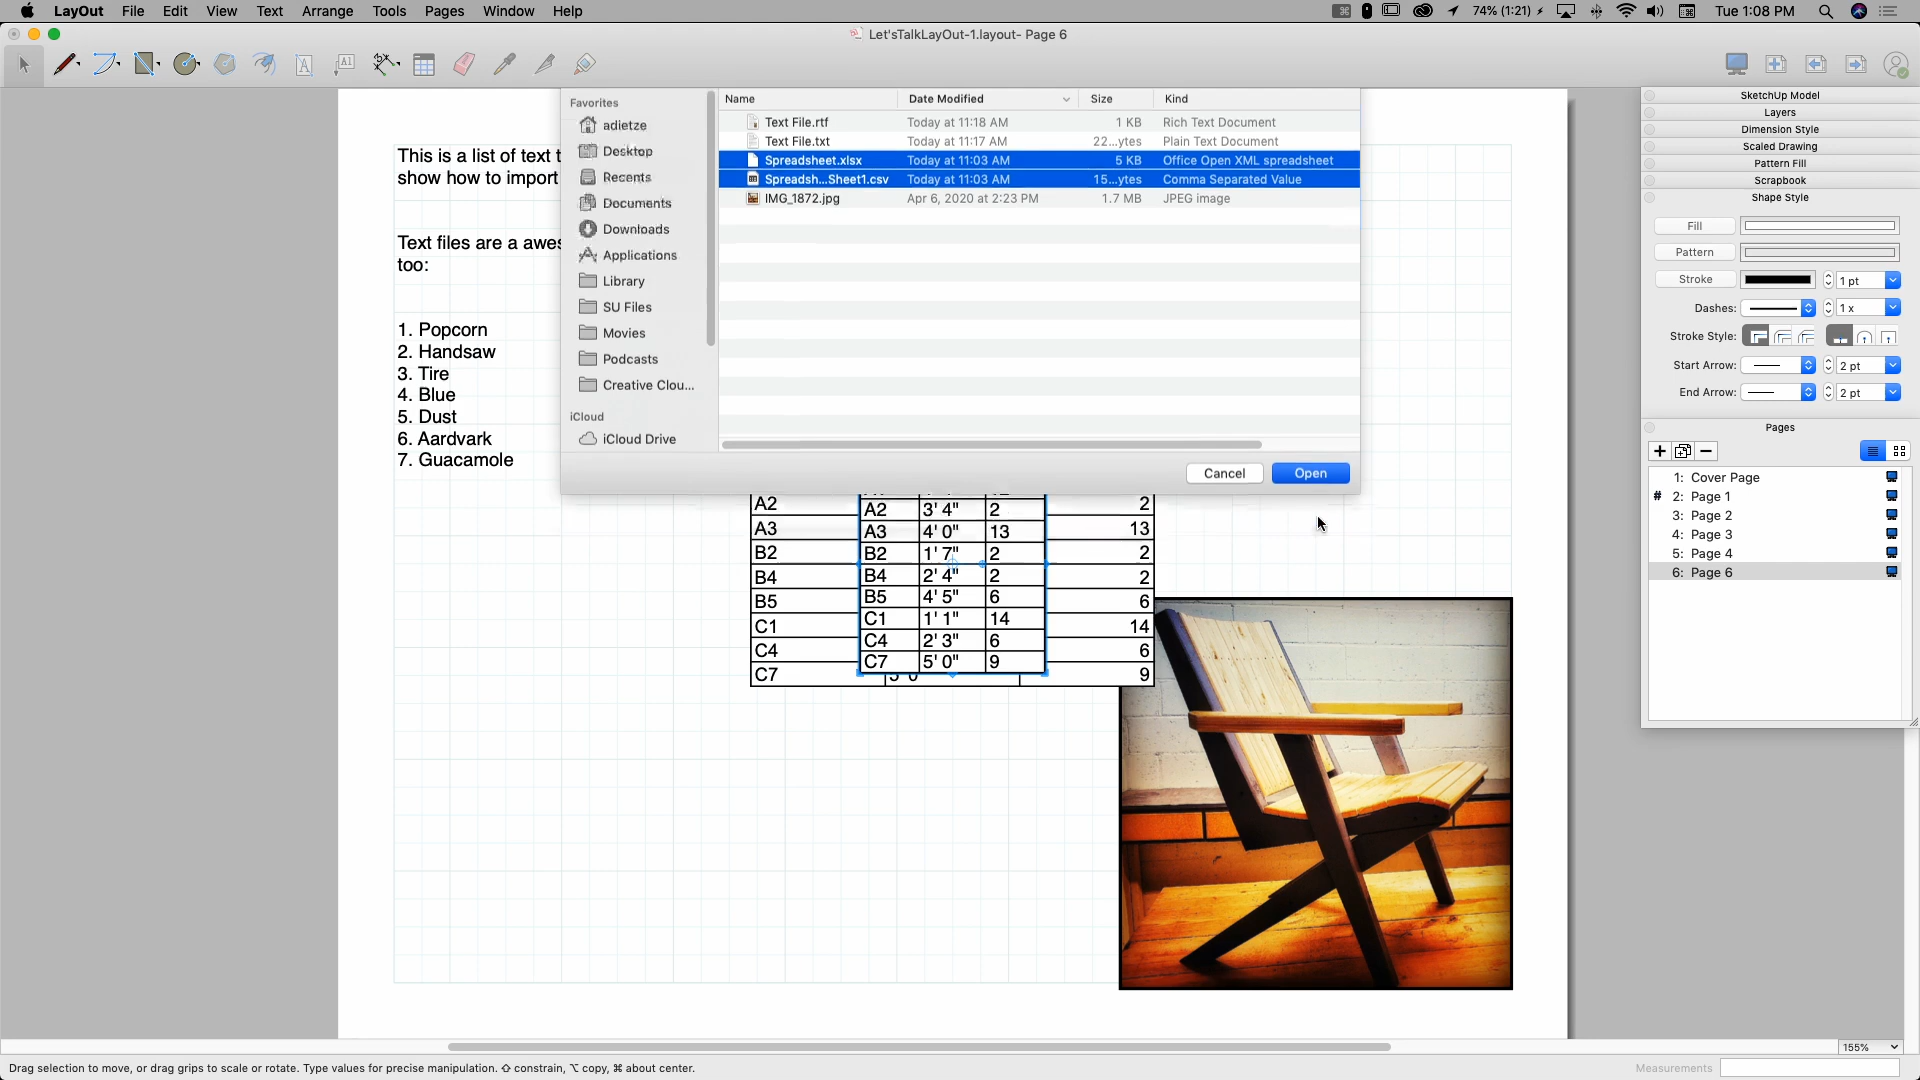 LayOut File Edit View Text Arrange Tools Pages Window Help
74% (1:21) Tue 1:08 PM
Let'sTalkLayOut-1.layout- Page 6
Favorites
adietze
Desktop
Recents
Documents
Downloads
Applications
Library
SU Files
Movies
Podcasts
Creative Clou...
iCloud
iCloud Drive
Name Date Modified Size Kind
Text File.rtf Today at 11:18 AM 1 KB Rich Text Document
Text File.txt Today at 11:17 AM 22...ytes Plain Text Document
Spreadsheet.xlsx Today at 11:03 AM 5 KB Office Open XML spreadsheet
Spreadsh...Sheet1.csv Today at 11:03 AM 15...ytes Comma Separated Value
IMG_1872.jpg Apr 6, 2020 at 2:23 PM 1.7 MB JPEG image
Cancel Open
This is a list of text t
show how to import
Text files are a awes
too:
1. Popcorn
2. Handsaw
3. Tire
4. Blue
5. Dust
6. Aardvark
7. Guacamole
A2 A2 3' 4" 2 2
A3 A3 4' 0" 13 13
B2 B2 1' 7" 2 2
B4 B4 2' 4" 2 2
B5 B5 4' 5" 6 6
C1 C1 1' 1" 14 14
C4 C4 2' 3" 6 6
C7 C7 5' 0" 9 9
SketchUp Model
Layers
Dimension Style
Scaled Drawing
Pattern Fill
Scrapbook
Shape Style
Fill
Pattern
Stroke 1 pt
Dashes: 1 x
Stroke Style:
Start Arrow: 2 pt
End Arrow: 2 pt
Pages
1: Cover Page
# 2: Page 1
3: Page 2
4: Page 3
5: Page 4
6: Page 6
155%
Drag selection to move, or drag grips to scale or rotate. Type values for precise manipulation. ⇧ constrain, ⌥ copy, ⌘ about center.
Measurements